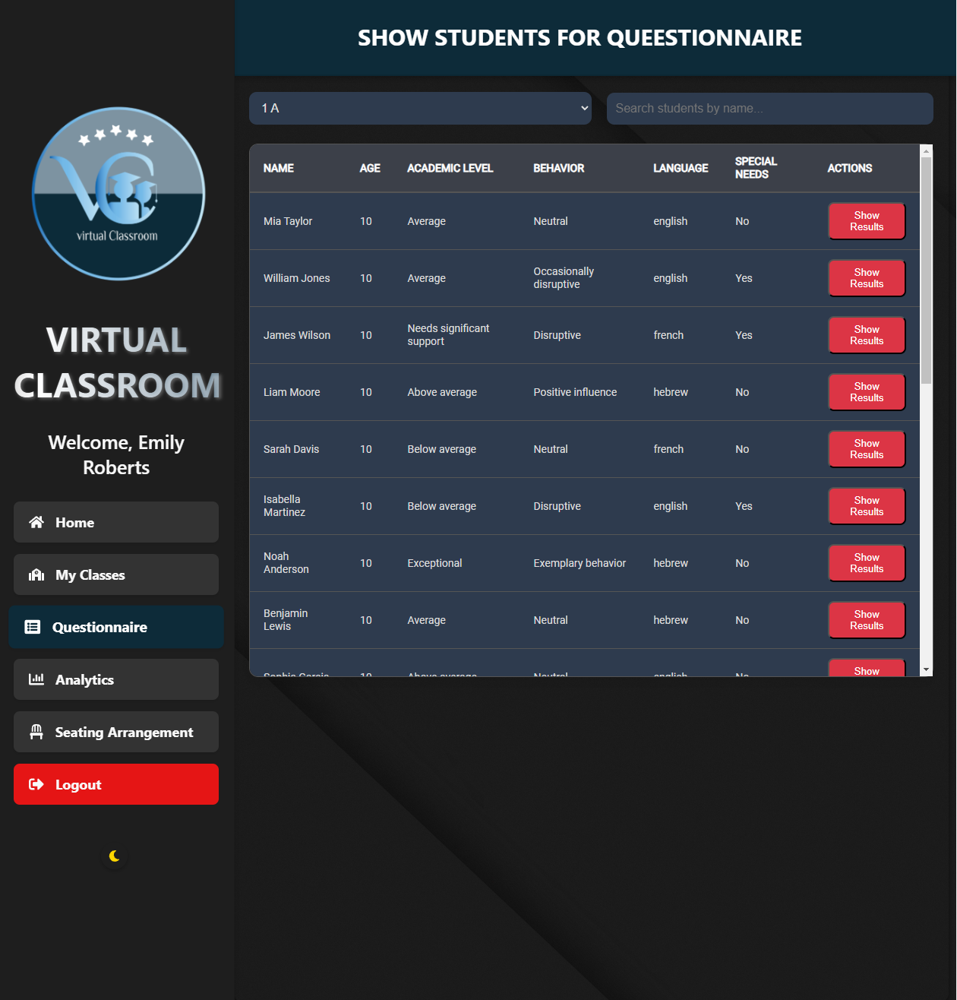 SHOW STUDENTS FOR QUEESTIONNAIRE
virtual Classroom
VIRTUAL
CLASSROOM
Welcome, Emily
Roberts
Home
My Classes
Questionnaire
Analytics
Seating Arrangement
Logout
1 A
Search students by name...
NAME AGE ACADEMIC LEVEL BEHAVIOR LANGUAGE SPECIAL NEEDS ACTIONS
Mia Taylor 10 Average Neutral english No Show Results
William Jones 10 Average Occasionally disruptive english Yes Show Results
James Wilson 10 Needs significant support Disruptive french Yes Show Results
Liam Moore 10 Above average Positive influence hebrew No Show Results
Sarah Davis 10 Below average Neutral french No Show Results
Isabella Martinez 10 Below average Disruptive english Yes Show Results
Noah Anderson 10 Exceptional Exemplary behavior hebrew No Show Results
Benjamin Lewis 10 Average Neutral hebrew No Show Results
Sophia Garcia 10 Above average Neutral english No Show